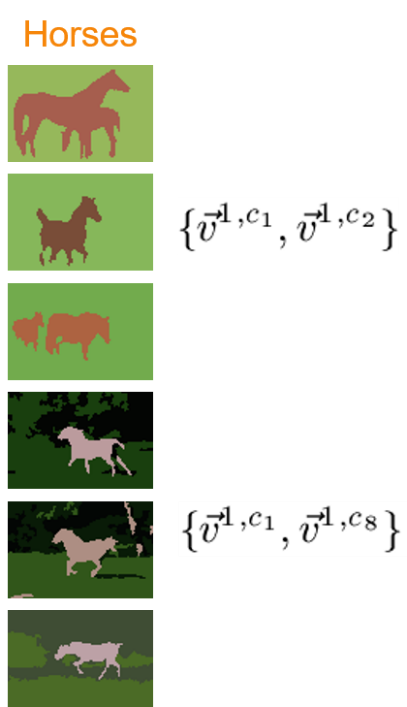 Horses
{v⃗^{1,c_1}, v⃗^{1,c_2}}
{v⃗^{1,c_1}, v⃗^{1,c_8}}